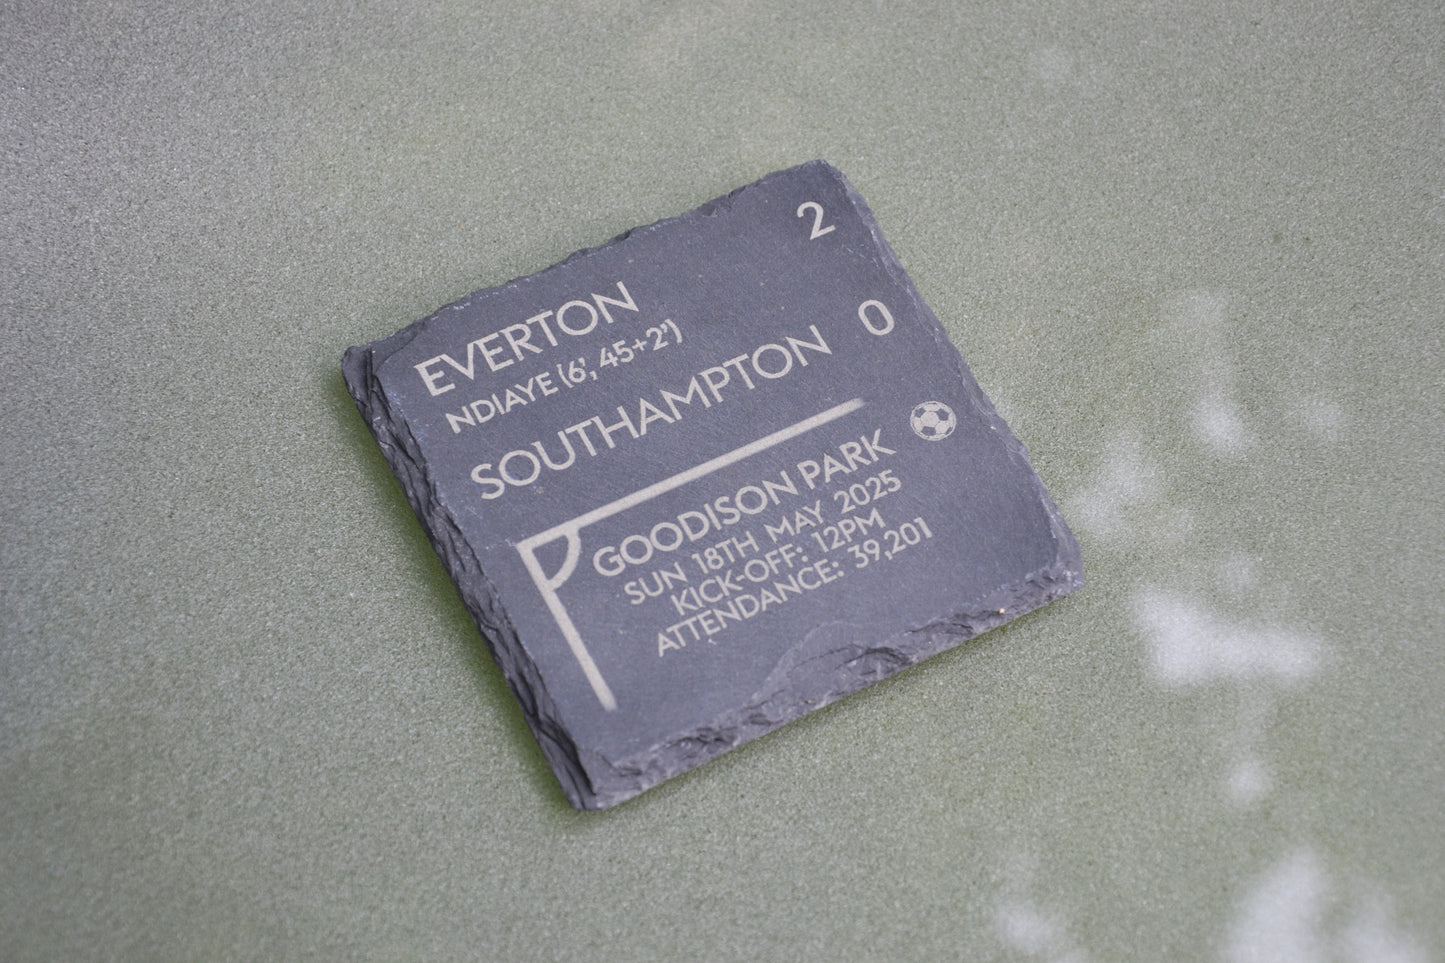 EVERTON 2
NDIAYE (6', 45+2')
SOUTHAMPTON 0
GOODISON PARK
SUN 18TH MAY 2025
KICK-OFF: 12PM
ATTENDANCE: 39,201